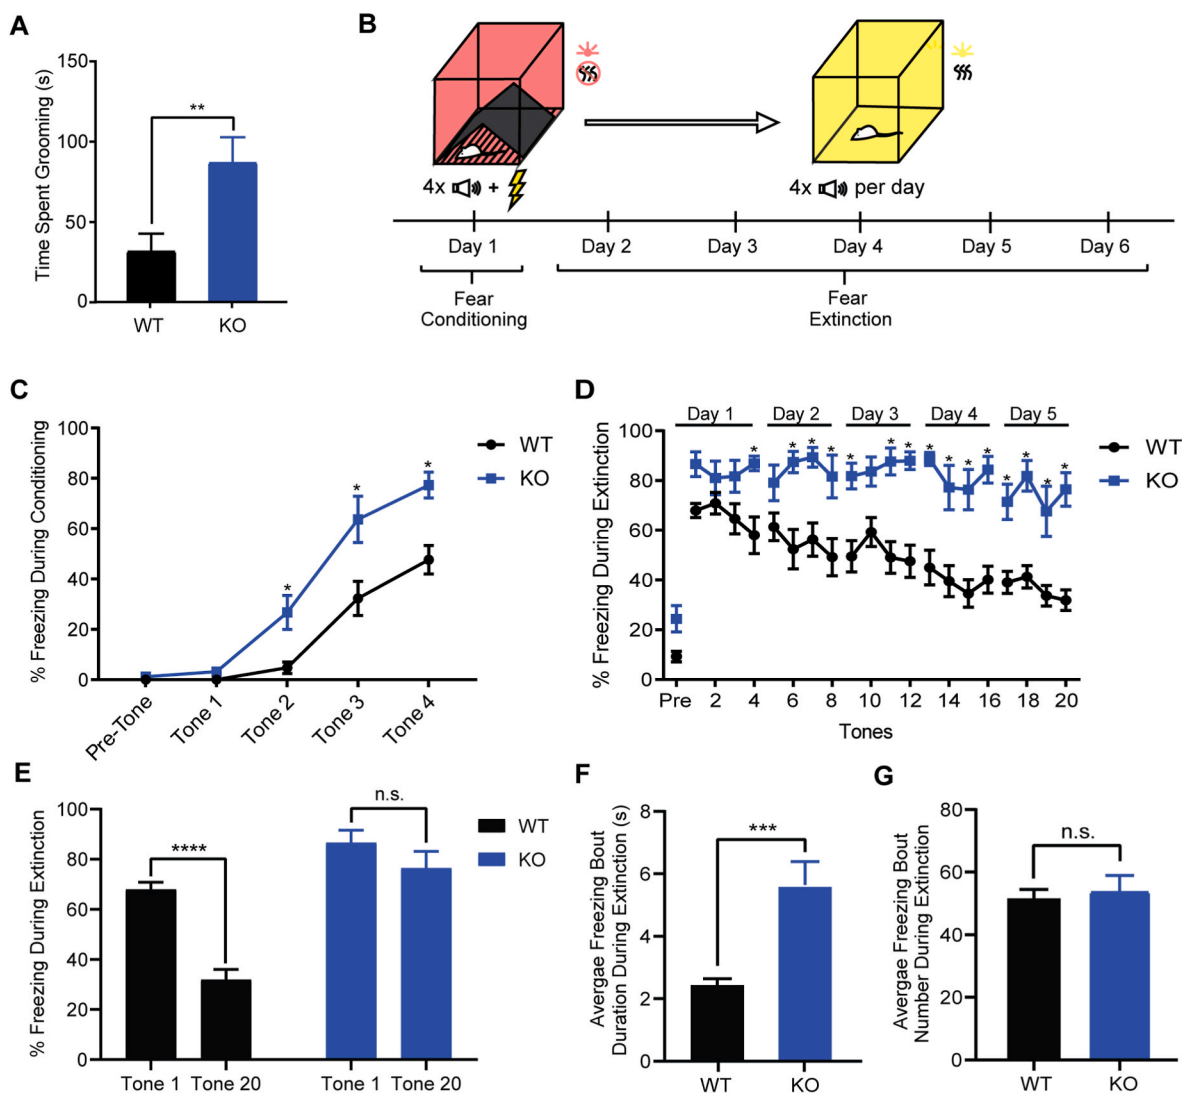 A
Time Spent Grooming (s)
150
100
50
0
**
WT
KO
B
4x + 
4x per day
Day 1
Day 2
Day 3
Day 4
Day 5
Day 6
Fear
Conditioning
Fear
Extinction
C
% Freezing During Conditioning
100
80
60
40
20
0
*
*
*
WT
KO
Pre-Tone
Tone 1
Tone 2
Tone 3
Tone 4
D
% Freezing During Extinction
Day 1
Day 2
Day 3
Day 4
Day 5
100
80
60
40
20
0
* * * * * * * * * * * * * * *
WT
KO
Pre 2 4 6 8 10 12 14 16 18 20
Tones
E
% Freezing During Extinction
100
80
60
40
20
0
****
n.s.
WT
KO
Tone 1
Tone 20
Tone 1
Tone 20
F
Avergae Freezing Bout
Duration During Extinction (s)
8
6
4
2
0
***
WT
KO
G
Avergae Freezing Bout
Number During Extinction
80
60
40
20
0
n.s.
WT
KO